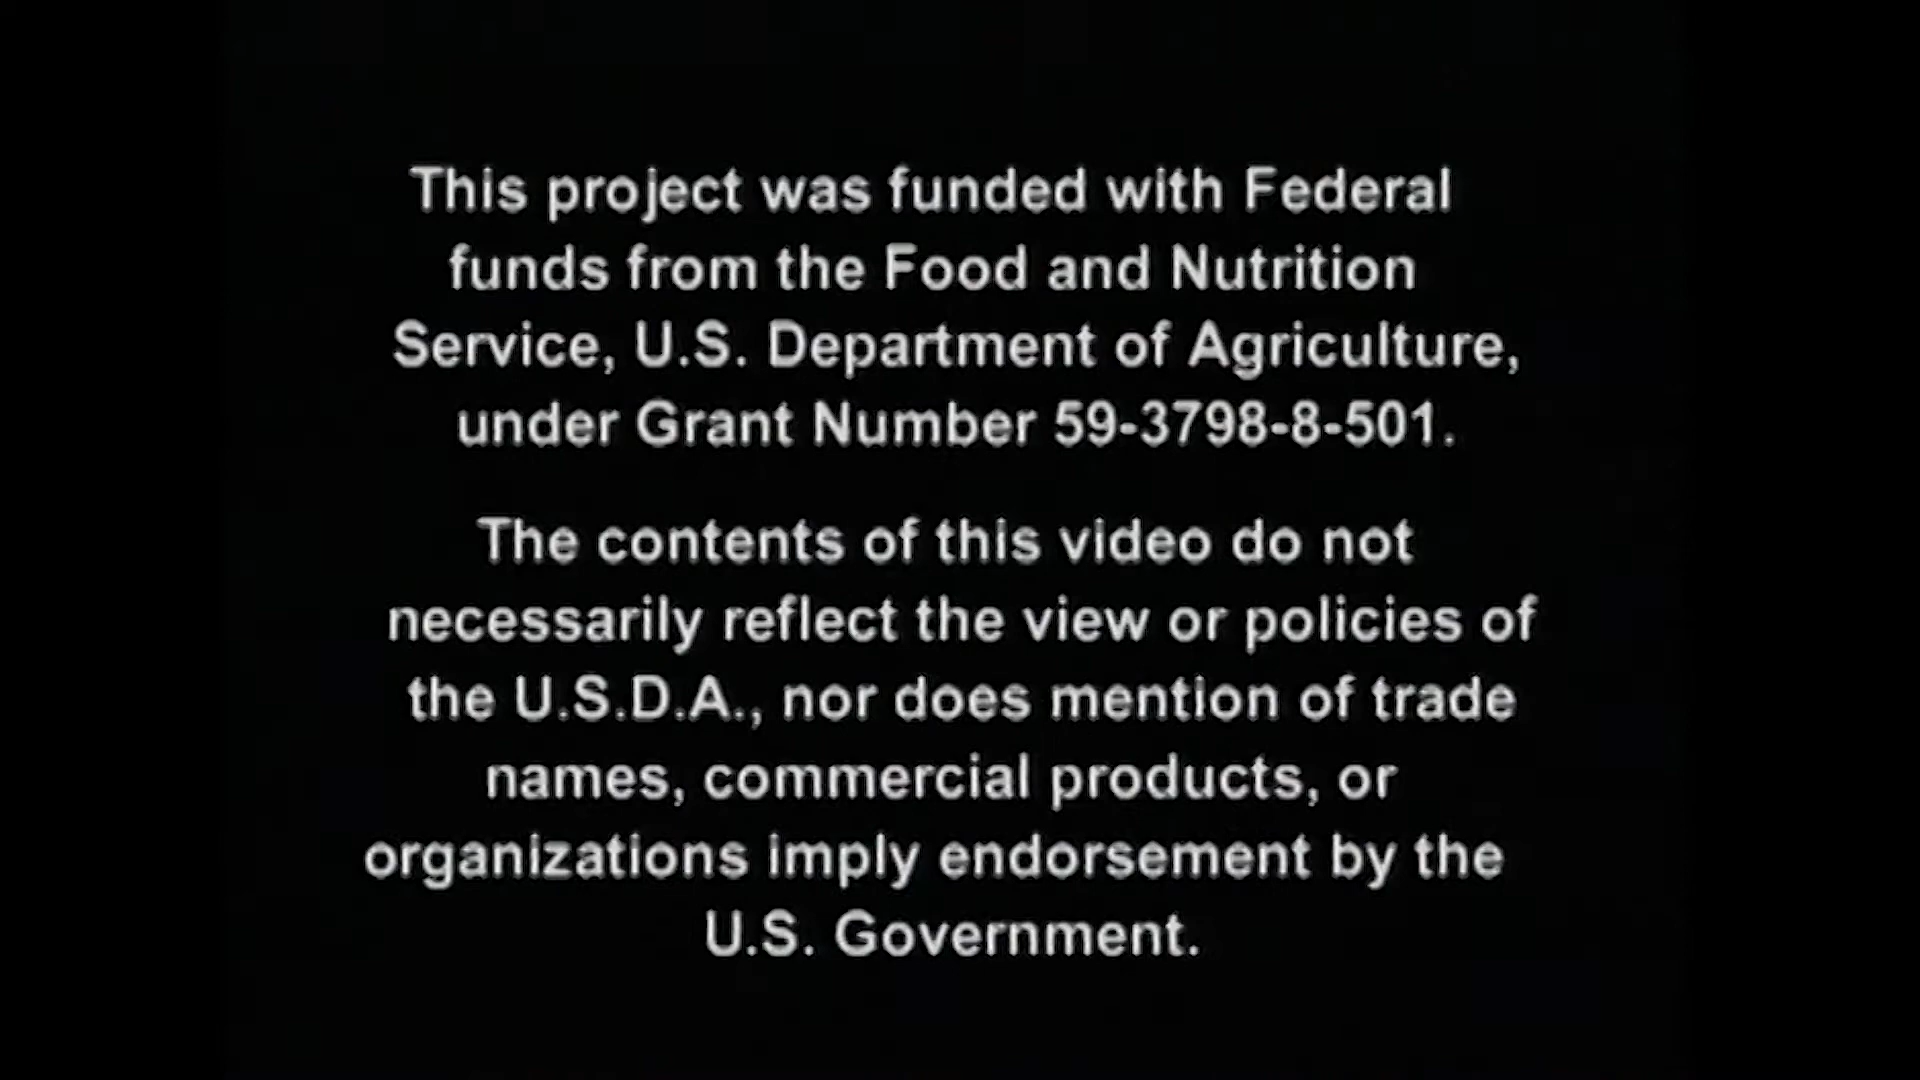 This project was funded with Federal
funds from the Food and Nutrition
Service, U.S. Department of Agriculture,
under Grant Number 59-3798-8-501.
The contents of this video do not
necessarily reflect the view or policies of
the U.S.D.A., nor does mention of trade
names, commercial products, or
organizations imply endorsement by the
U.S. Government.